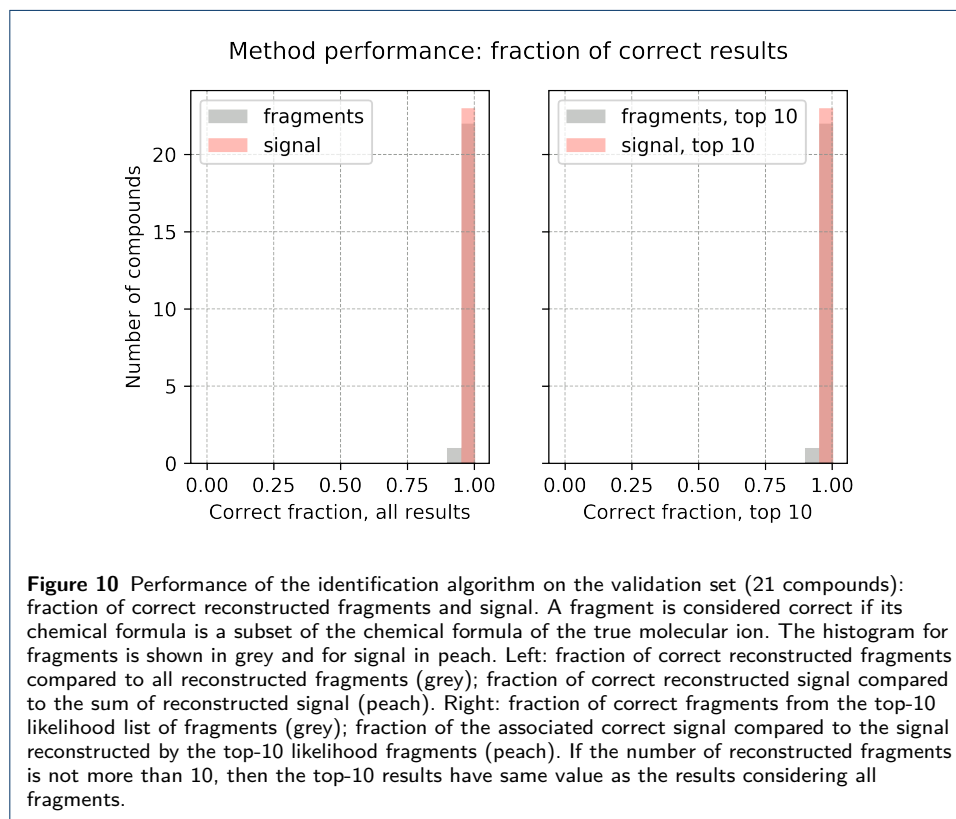 Method performance: fraction of correct results
fragments
signal
fragments, top 10
signal, top 10
20
15
10
5
0
Number of compounds
0.00 0.25 0.50 0.75 1.00
0.00 0.25 0.50 0.75 1.00
Correct fraction, all results
Correct fraction, top 10
Figure 10 Performance of the identification algorithm on the validation set (21 compounds):
fraction of correct reconstructed fragments and signal. A fragment is considered correct if its
chemical formula is a subset of the chemical formula of the true molecular ion. The histogram for
fragments is shown in grey and for signal in peach. Left: fraction of correct reconstructed fragments
compared to all reconstructed fragments (grey); fraction of correct reconstructed signal compared
to the sum of reconstructed signal (peach). Right: fraction of correct fragments from the top-10
likelihood list of fragments (grey); fraction of the associated correct signal compared to the signal
reconstructed by the top-10 likelihood fragments (peach). If the number of reconstructed fragments
is not more than 10, then the top-10 results have same value as the results considering all
fragments.